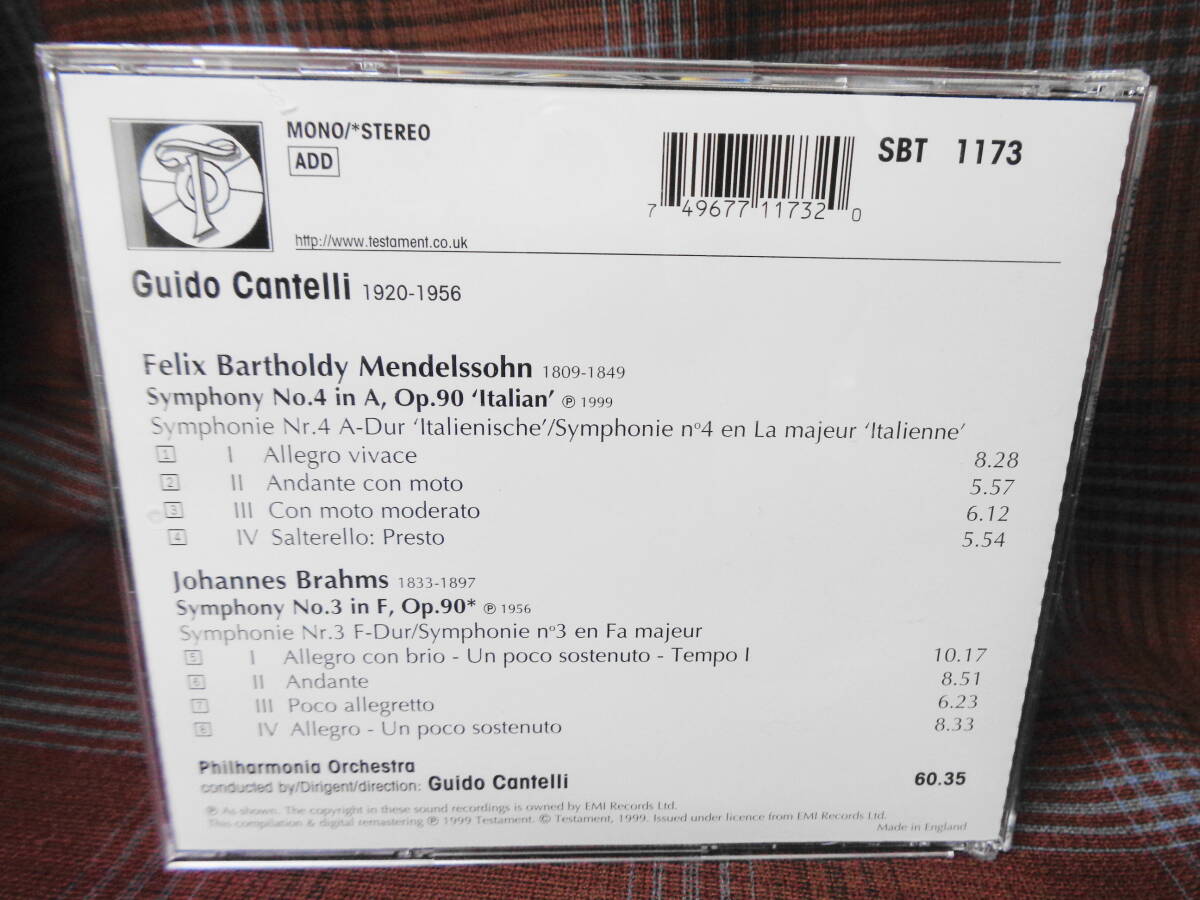 MONO/*STEREO
ADD
http://www.testament.co.uk
7 49677 11732 0
SBT 1173
Guido Cantelli 1920-1956
Felix Bartholdy Mendelssohn 1809-1849
Symphony No.4 in A, Op.90 ‘Italian’ ℗ 1999
Symphonie Nr.4 A-Dur ‘Italienische’/Symphonie nº4 en La majeur ‘Italienne’
1 I Allegro vivace 8.28
2 II Andante con moto 5.57
3 III Con moto moderato 6.12
4 IV Salterello: Presto 5.54
Johannes Brahms 1833-1897
Symphony No.3 in F, Op.90* ℗ 1956
Symphonie Nr.3 F-Dur/Symphonie nº3 en Fa majeur
5 I Allegro con brio - Un poco sostenuto - Tempo I 10.17
6 II Andante 8.51
7 III Poco allegretto 6.23
8 IV Allegro - Un poco sostenuto 8.33
Philharmonia Orchestra
conducted by/Dirigent/direction: Guido Cantelli 60.35
℗ As shown. The copyright in these sound recordings is owned by EMI Records Ltd.
This compilation & digital remastering ℗ 1999 Testament. © Testament, 1999. Issued under licence from EMI Records Ltd.
Made in England